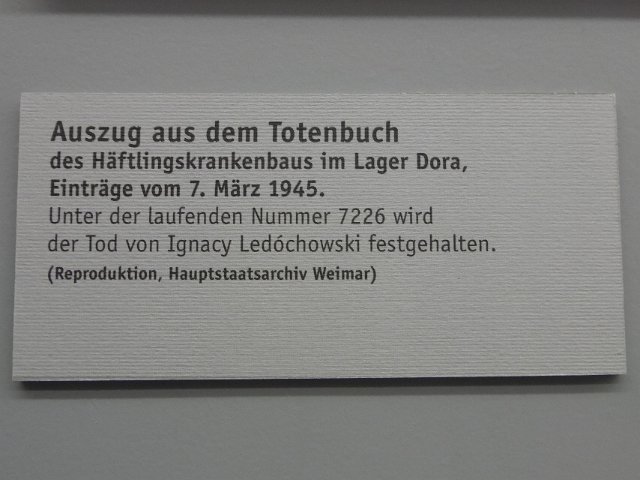 Auszug aus dem Totenbuch
des Häftlingskrankenbaus im Lager Dora,
Einträge vom 7. März 1945.
Unter der laufenden Nummer 7226 wird
der Tod von Ignacy Ledóchowski festgehalten.
(Reproduktion, Hauptstaatsarchiv Weimar)